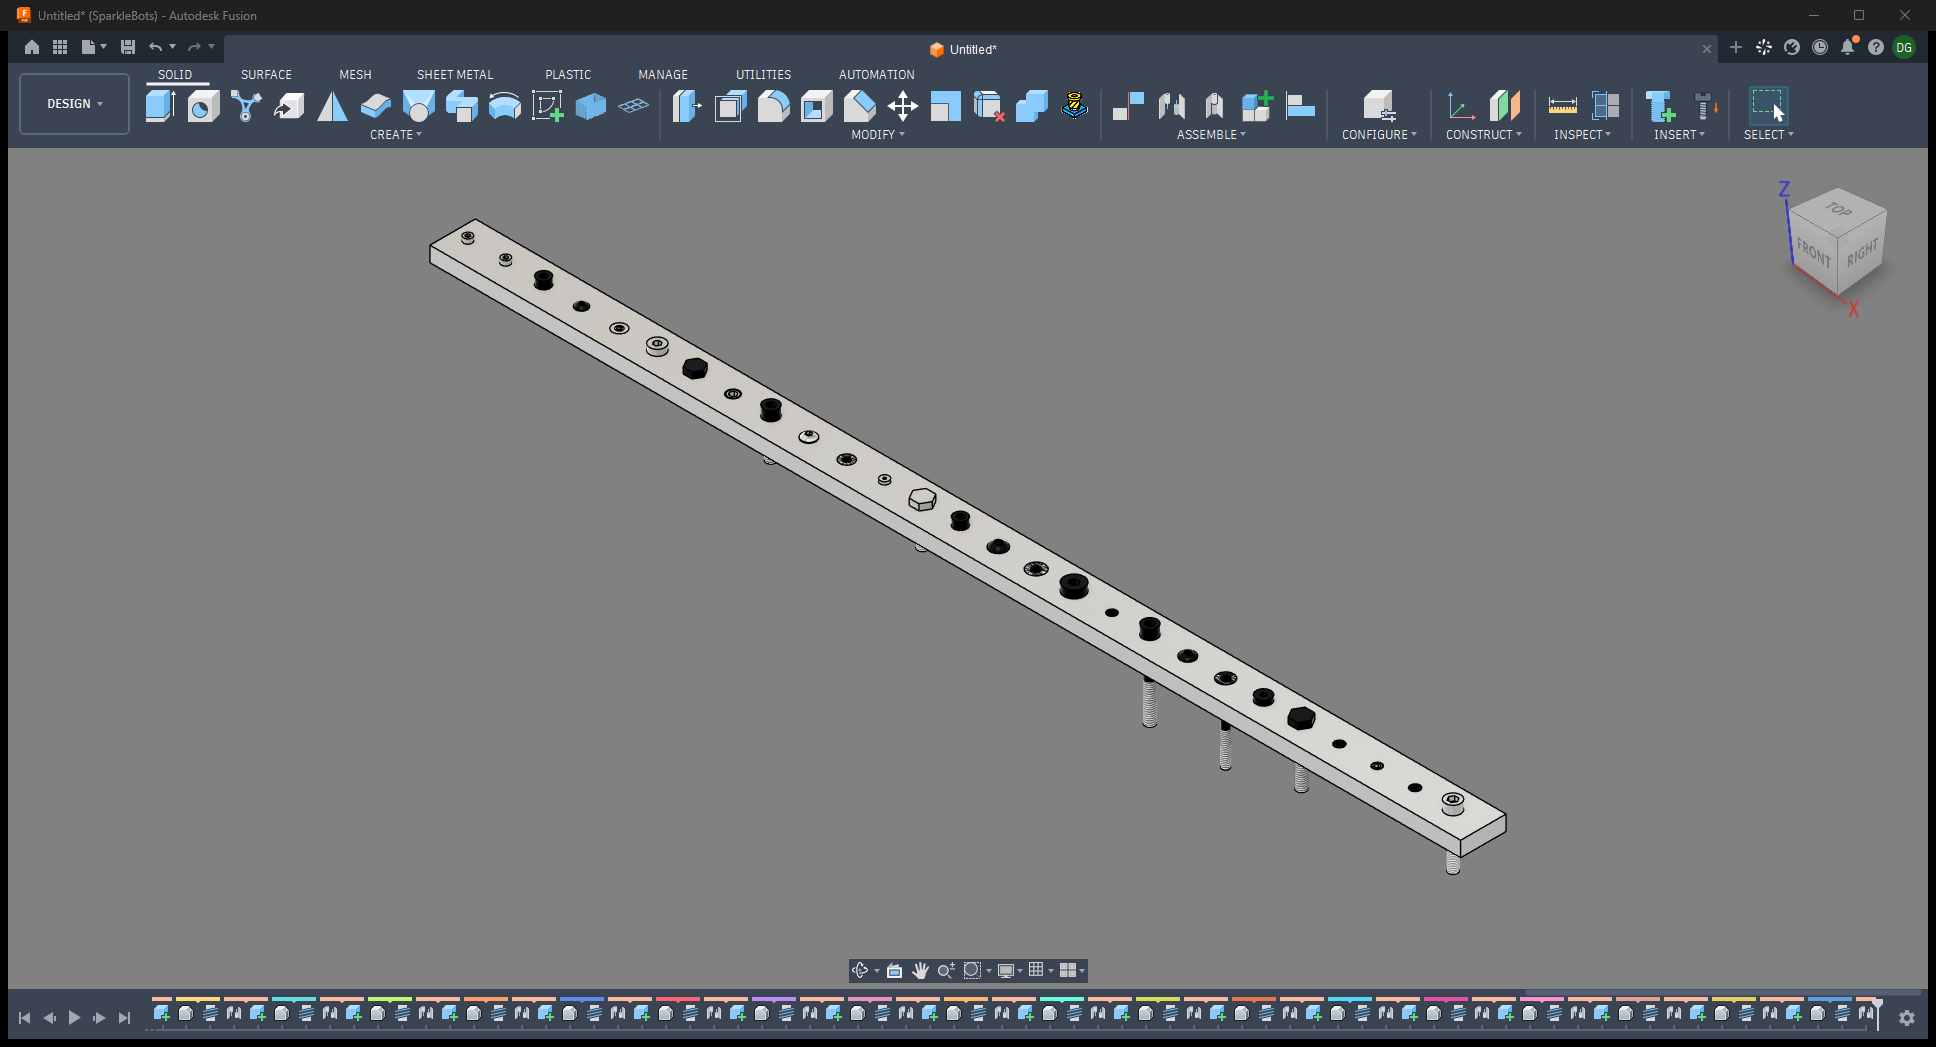 Untitled* (SparkleBots) - Autodesk Fusion
Untitled*
DG
SOLID SURFACE MESH SHEET METAL PLASTIC MANAGE UTILITIES AUTOMATION
DESIGN
CREATE MODIFY ASSEMBLE CONFIGURE CONSTRUCT INSPECT INSERT SELECT
Z
TOP
FRONT RIGHT
X